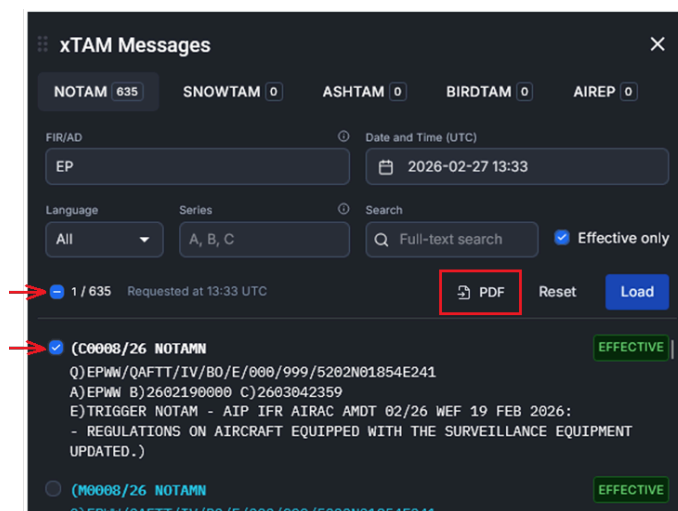 xTAM Messages
NOTAM 635 SNOWTAM 0 ASHTAM 0 BIRDTAM 0 AIREP 0
FIR/AD Date and Time (UTC)
EP 2026-02-27 13:33
Language Series Search
All A, B, C Full-text search Effective only
1 / 635 Requested at 13:33 UTC PDF Reset Load
(C0008/26 NOTAMN EFFECTIVE
Q)EPWW/QAFTT/IV/BO/E/000/999/5202N01854E241
A)EPWW B)2602190000 C)2603042359
E)TRIGGER NOTAM - AIP IFR AIRAC AMDT 02/26 WEF 19 FEB 2026:
- REGULATIONS ON AIRCRAFT EQUIPPED WITH THE SURVEILLANCE EQUIPMENT
UPDATED.)
(M0008/26 NOTAMN EFFECTIVE